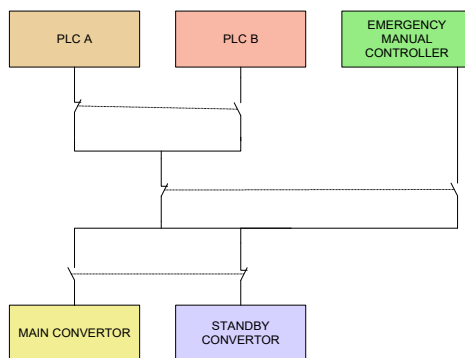 PLC A
PLC B
EMERGENCY
MANUAL
CONTROLLER
MAIN CONVERTOR
STANDBY
CONVERTOR